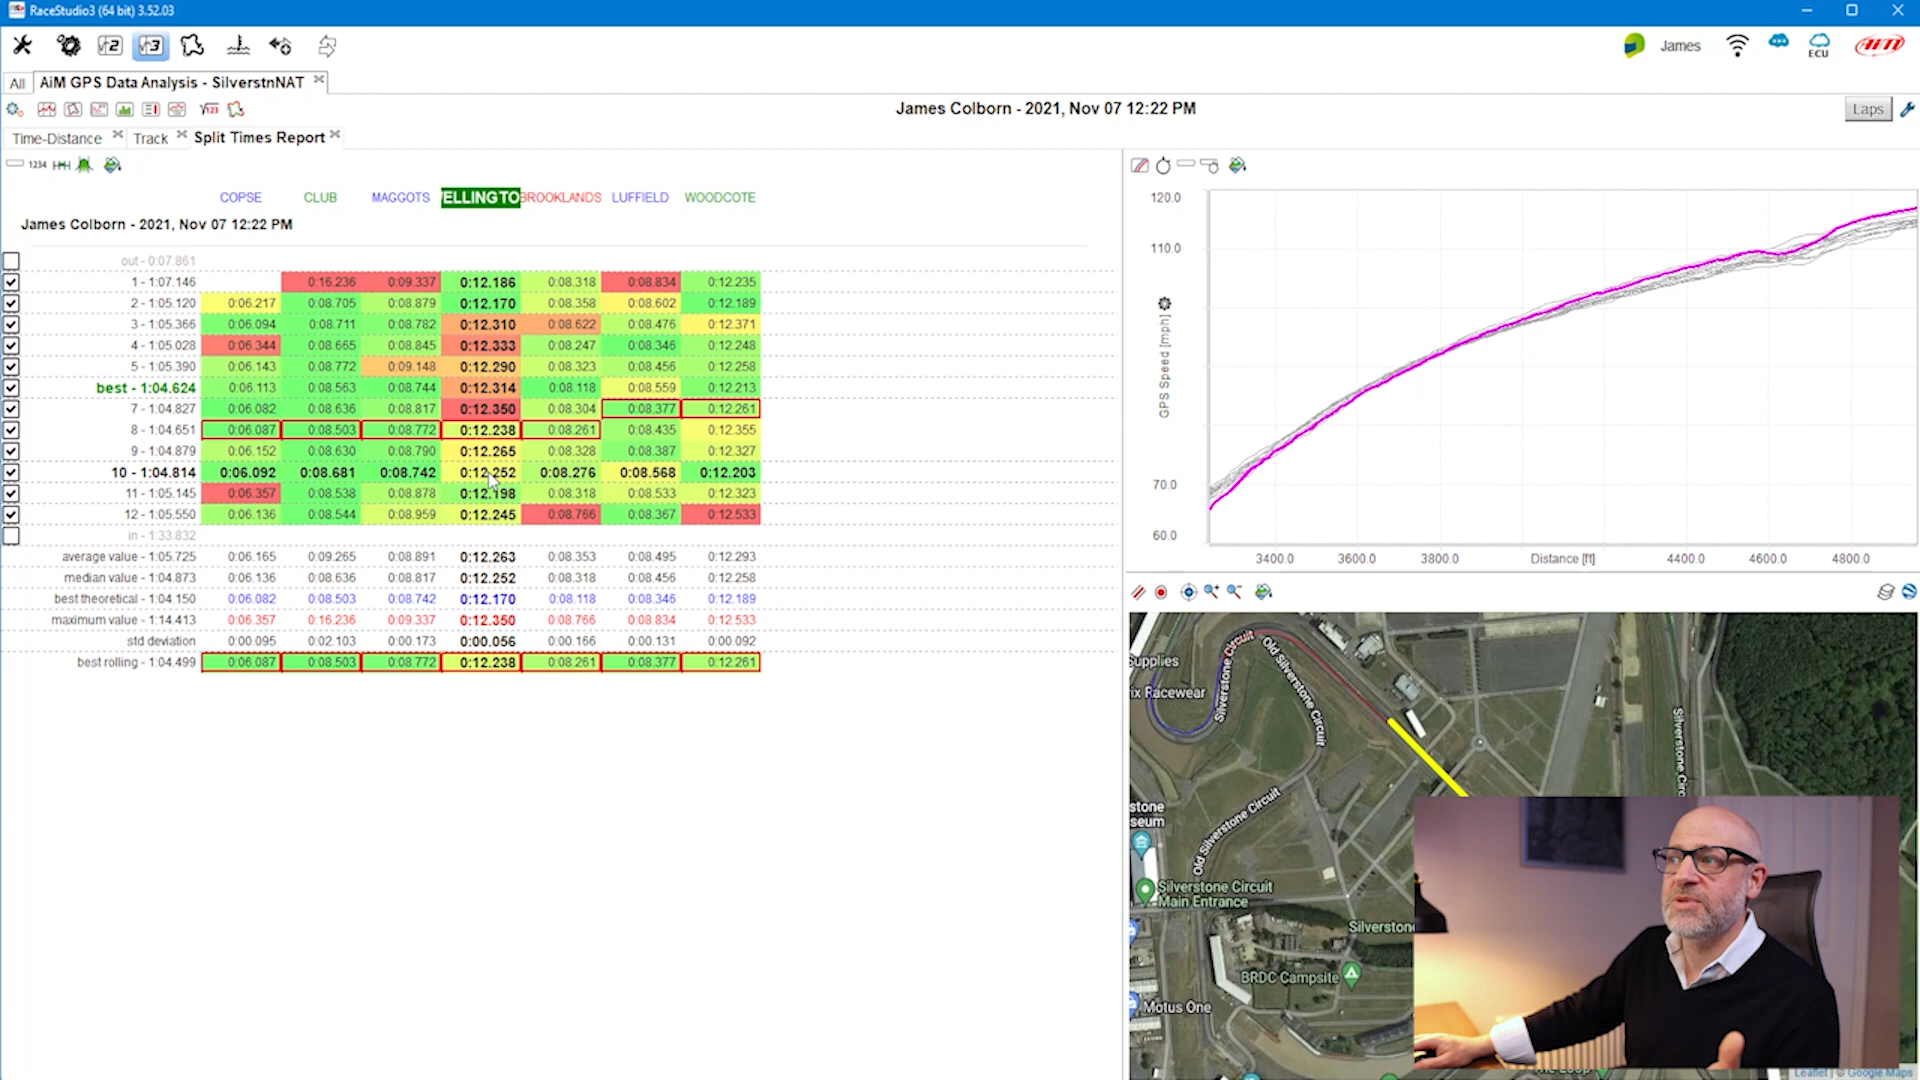 RaceStudio3 (64 bit) 3.52.03
James
ECU
AiM
All AiM GPS Data Analysis - SilverstnNAT
James Colborn - 2021, Nov 07 12:22 PM
Laps
Time-Distance Track Split Times Report
1234
COPSE CLUB MAGGOTS ELLINGTO BROOKLANDS LUFFIELD WOODCOTE
James Colborn - 2021, Nov 07 12:22 PM
out - 0:07.861
1 - 1:07.146 0:16.236 0:09.337 0:12.186 0:08.318 0:08.834 0:12.235
2 - 1:05.120 0:06.217 0:08.705 0:08.879 0:12.170 0:08.358 0:08.602 0:12.189
3 - 1:05.366 0:06.094 0:08.711 0:08.782 0:12.310 0:08.622 0:08.476 0:12.371
4 - 1:05.028 0:06.344 0:08.665 0:08.845 0:12.333 0:08.247 0:08.346 0:12.248
5 - 1:05.390 0:06.143 0:08.772 0:09.148 0:12.290 0:08.323 0:08.456 0:12.258
best - 1:04.624 0:06.113 0:08.563 0:08.744 0:12.314 0:08.118 0:08.559 0:12.213
7 - 1:04.827 0:06.082 0:08.636 0:08.817 0:12.350 0:08.304 0:08.377 0:12.261
8 - 1:04.651 0:06.087 0:08.503 0:08.772 0:12.238 0:08.261 0:08.435 0:12.355
9 - 1:04.879 0:06.152 0:08.630 0:08.790 0:12.265 0:08.328 0:08.387 0:12.327
10 - 1:04.814 0:06.092 0:08.681 0:08.742 0:12.252 0:08.276 0:08.568 0:12.203
11 - 1:05.145 0:06.357 0:08.538 0:08.878 0:12.198 0:08.318 0:08.533 0:12.323
12 - 1:05.550 0:06.136 0:08.544 0:08.959 0:12.245 0:08.766 0:08.367 0:12.533
in - 1:33.832
average value - 1:05.725 0:06.165 0:09.265 0:08.891 0:12.263 0:08.353 0:08.495 0:12.293
median value - 1:04.873 0:06.136 0:08.636 0:08.817 0:12.252 0:08.318 0:08.456 0:12.258
best theoretical - 1:04.150 0:06.082 0:08.503 0:08.742 0:12.170 0:08.118 0:08.346 0:12.189
maximum value - 1:14.413 0:06.357 0:16.236 0:09.337 0:12.350 0:08.766 0:08.834 0:12.533
std deviation 0:00.095 0:02.103 0:00.173 0:00.056 0:00.166 0:00.131 0:00.092
best rolling - 1:04.499 0:06.087 0:08.503 0:08.772 0:12.238 0:08.261 0:08.377 0:12.261
120.0
110.0
70.0
60.0
GPS Speed [mph]
3400.0 3600.0 3800.0 Distance [ft] 4400.0 4600.0 4800.0
Supplies
ix Racewear
Silverstone Circuit
Old Silverstone Circuit
Silverstone Circ
stone
seum
Old Silverstone Circuit
Silverstone Circuit
Main Entrance
Silverston
BRDC Campsite
Motus One
Leaflet | © Google Maps